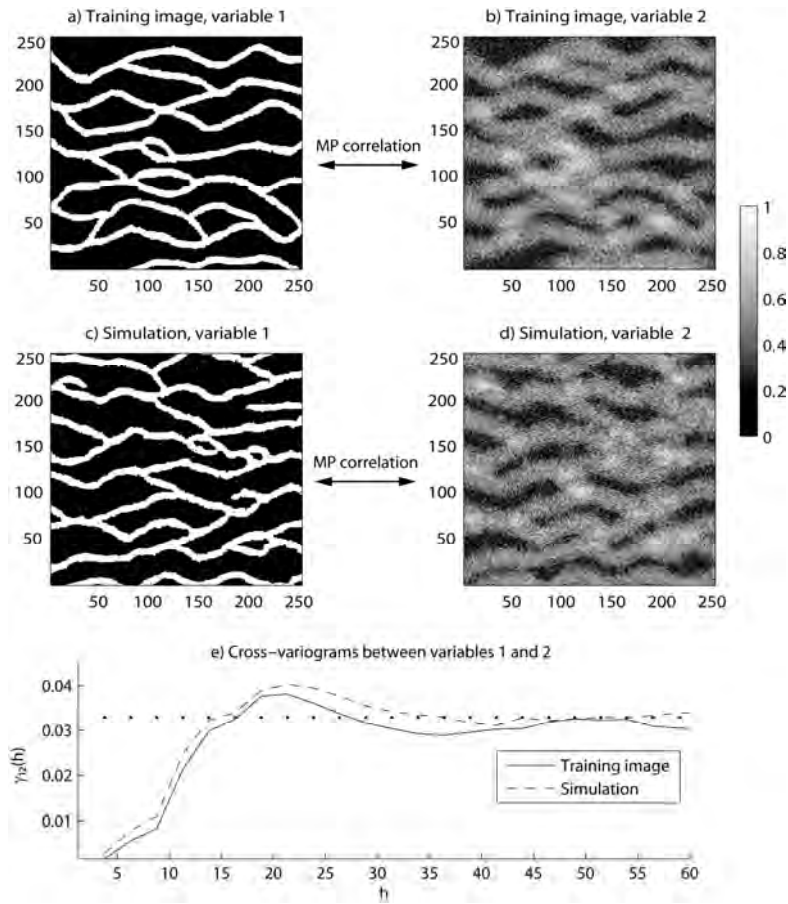 a) Training image, variable 1
b) Training image, variable 2
250
200
150
100
50
50 100 150 200 250
MP correlation
250
200
150
100
50
50 100 150 200 250
1
0.8
0.6
0.4
0.2
0
c) Simulation, variable 1
d) Simulation, variable 2
250
200
150
100
50
50 100 150 200 250
MP correlation
250
200
150
100
50
50 100 150 200 250
e) Cross-variograms between variables 1 and 2
0.04
0.03
0.02
0.01
γ12(h)
5 10 15 20 25 30 35 40 45 50 55 60
h
Training image
Simulation